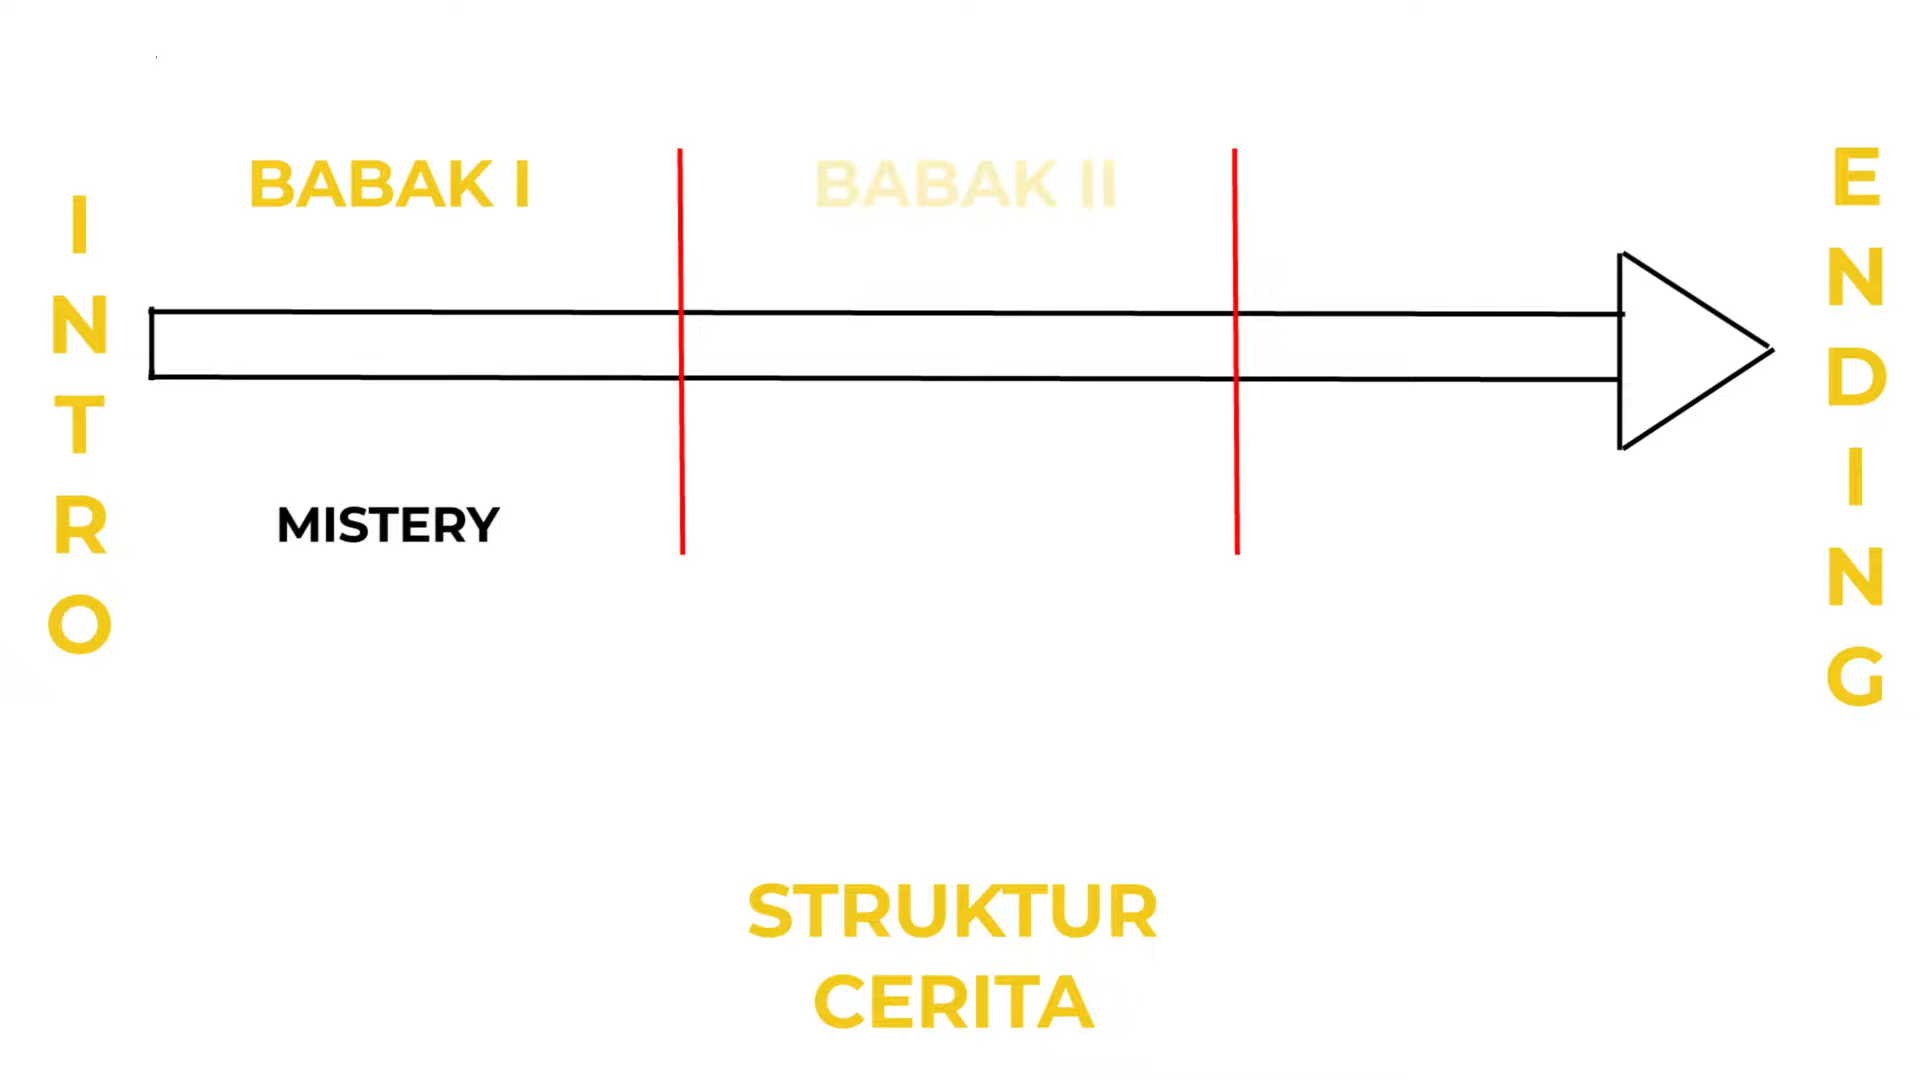 INTRO
BABAK I
BABAK II
ENDING
MISTERY
STRUKTUR
CERITA